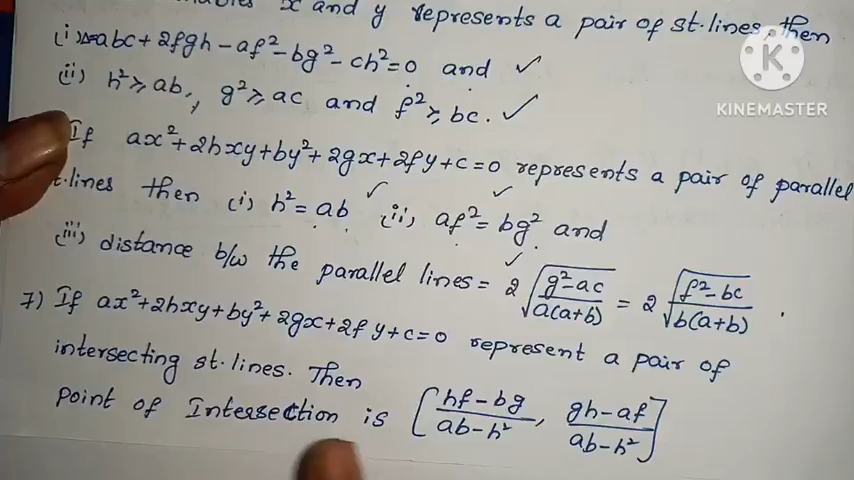 x and y represents a pair of st.lines, then
(i) Δ=abc + 2fgh - af² - bg² - ch² = 0 and ✓
(ii) h² ≥ ab, g² ≥ ac and f² ≥ bc. ✓
If ax² + 2hxy + by² + 2gx + 2fy + c = 0 represents a pair of parallel
st.lines then (i) h² = ab ✓ (ii) af² = bg² ✓ and
(iii) distance b/w the parallel lines = 2√((g²-ac)/(a(a+b))) = 2√((f²-bc)/(b(a+b))) .
7) If ax²+2hxy+by²+2gx+2fy+c=0 represent a pair of
intersecting st.lines. Then
point of Intersection is [(hf-bg)/(ab-h²), (gh-af)/(ab-h²)]
K
KINEMASTER